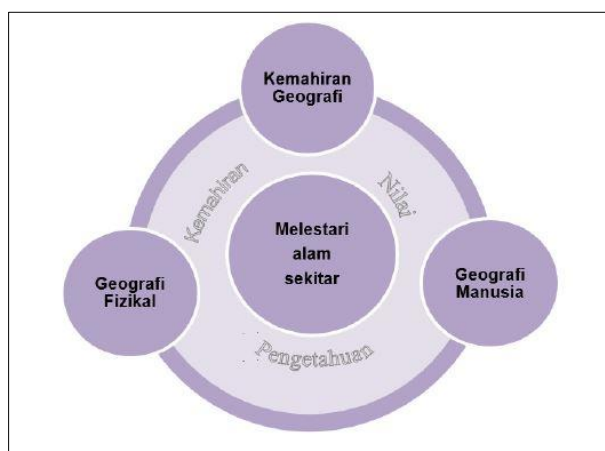 Kemahiran
Geografi
Kemahiran
Nilai
Melestari
alam
sekitar
Geografi
Fizikal
Geografi
Manusia
Pengetahuan